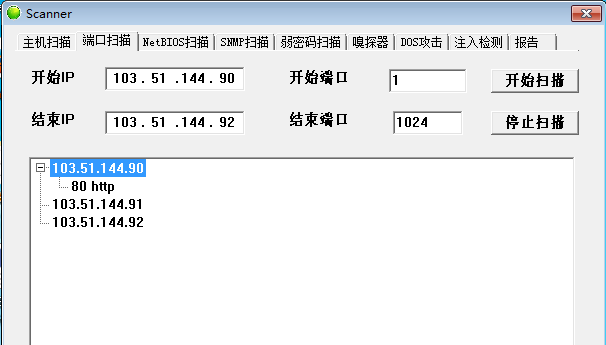 Scanner
主机扫描 端口扫描 NetBIOS扫描 SNMP扫描 弱密码扫描 嗅探器 DOS攻击 注入检测 报告
开始IP 103 . 51 .144 . 90 开始端口 1 开始扫描
结束IP 103 . 51 .144 . 92 结束端口 1024 停止扫描
103.51.144.90
80 http
103.51.144.91
103.51.144.92